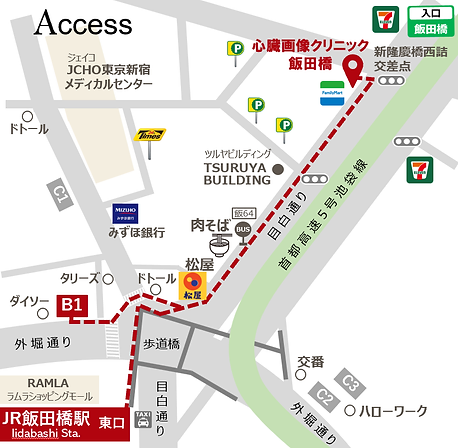 Access
入口
飯田橋
心臓画像クリニック
飯田橋
新隆慶橋西詰
交差点
ジェイコ
JCHO東京新宿
メディカルセンター
FamilyMart
ドトール
Times
ツルヤビルディング
TSURUYA
BUILDING
C1
MIZUHO
みずほ銀行
みずほ銀行
飯64
BUS
肉そば
目白通り
首都高速5号池袋線
松屋
松屋
タリーズ
ドトール
ダイソー
B1
外堀通り
歩道橋
交番
C3
C2
ハローワーク
外堀通り
RAMLA
ラムラショッピングモール
目白通り
TAXI
JR飯田橋駅 東口
Iidabashi Sta.